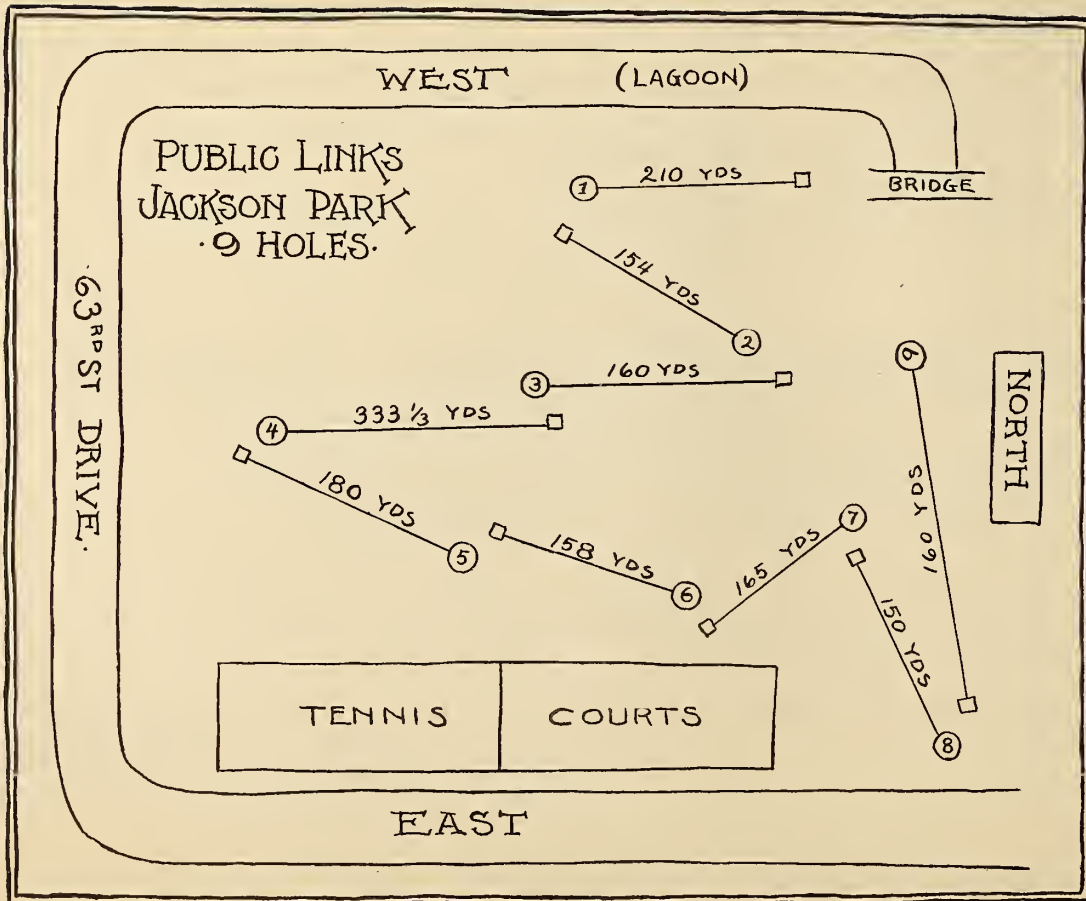 WEST (LAGOON)
PUBLIC LINKS
JACKSON PARK
·9 HOLES·
BRIDGE
1
210 YDS
154 YDS
2
3
160 YDS
4
333 1/3 YDS
180 YDS
5
158 YDS
6
165 YDS
7
150 YDS
8
9
160 YDS
NORTH
·63RD ST DRIVE·
TENNIS COURTS
EAST